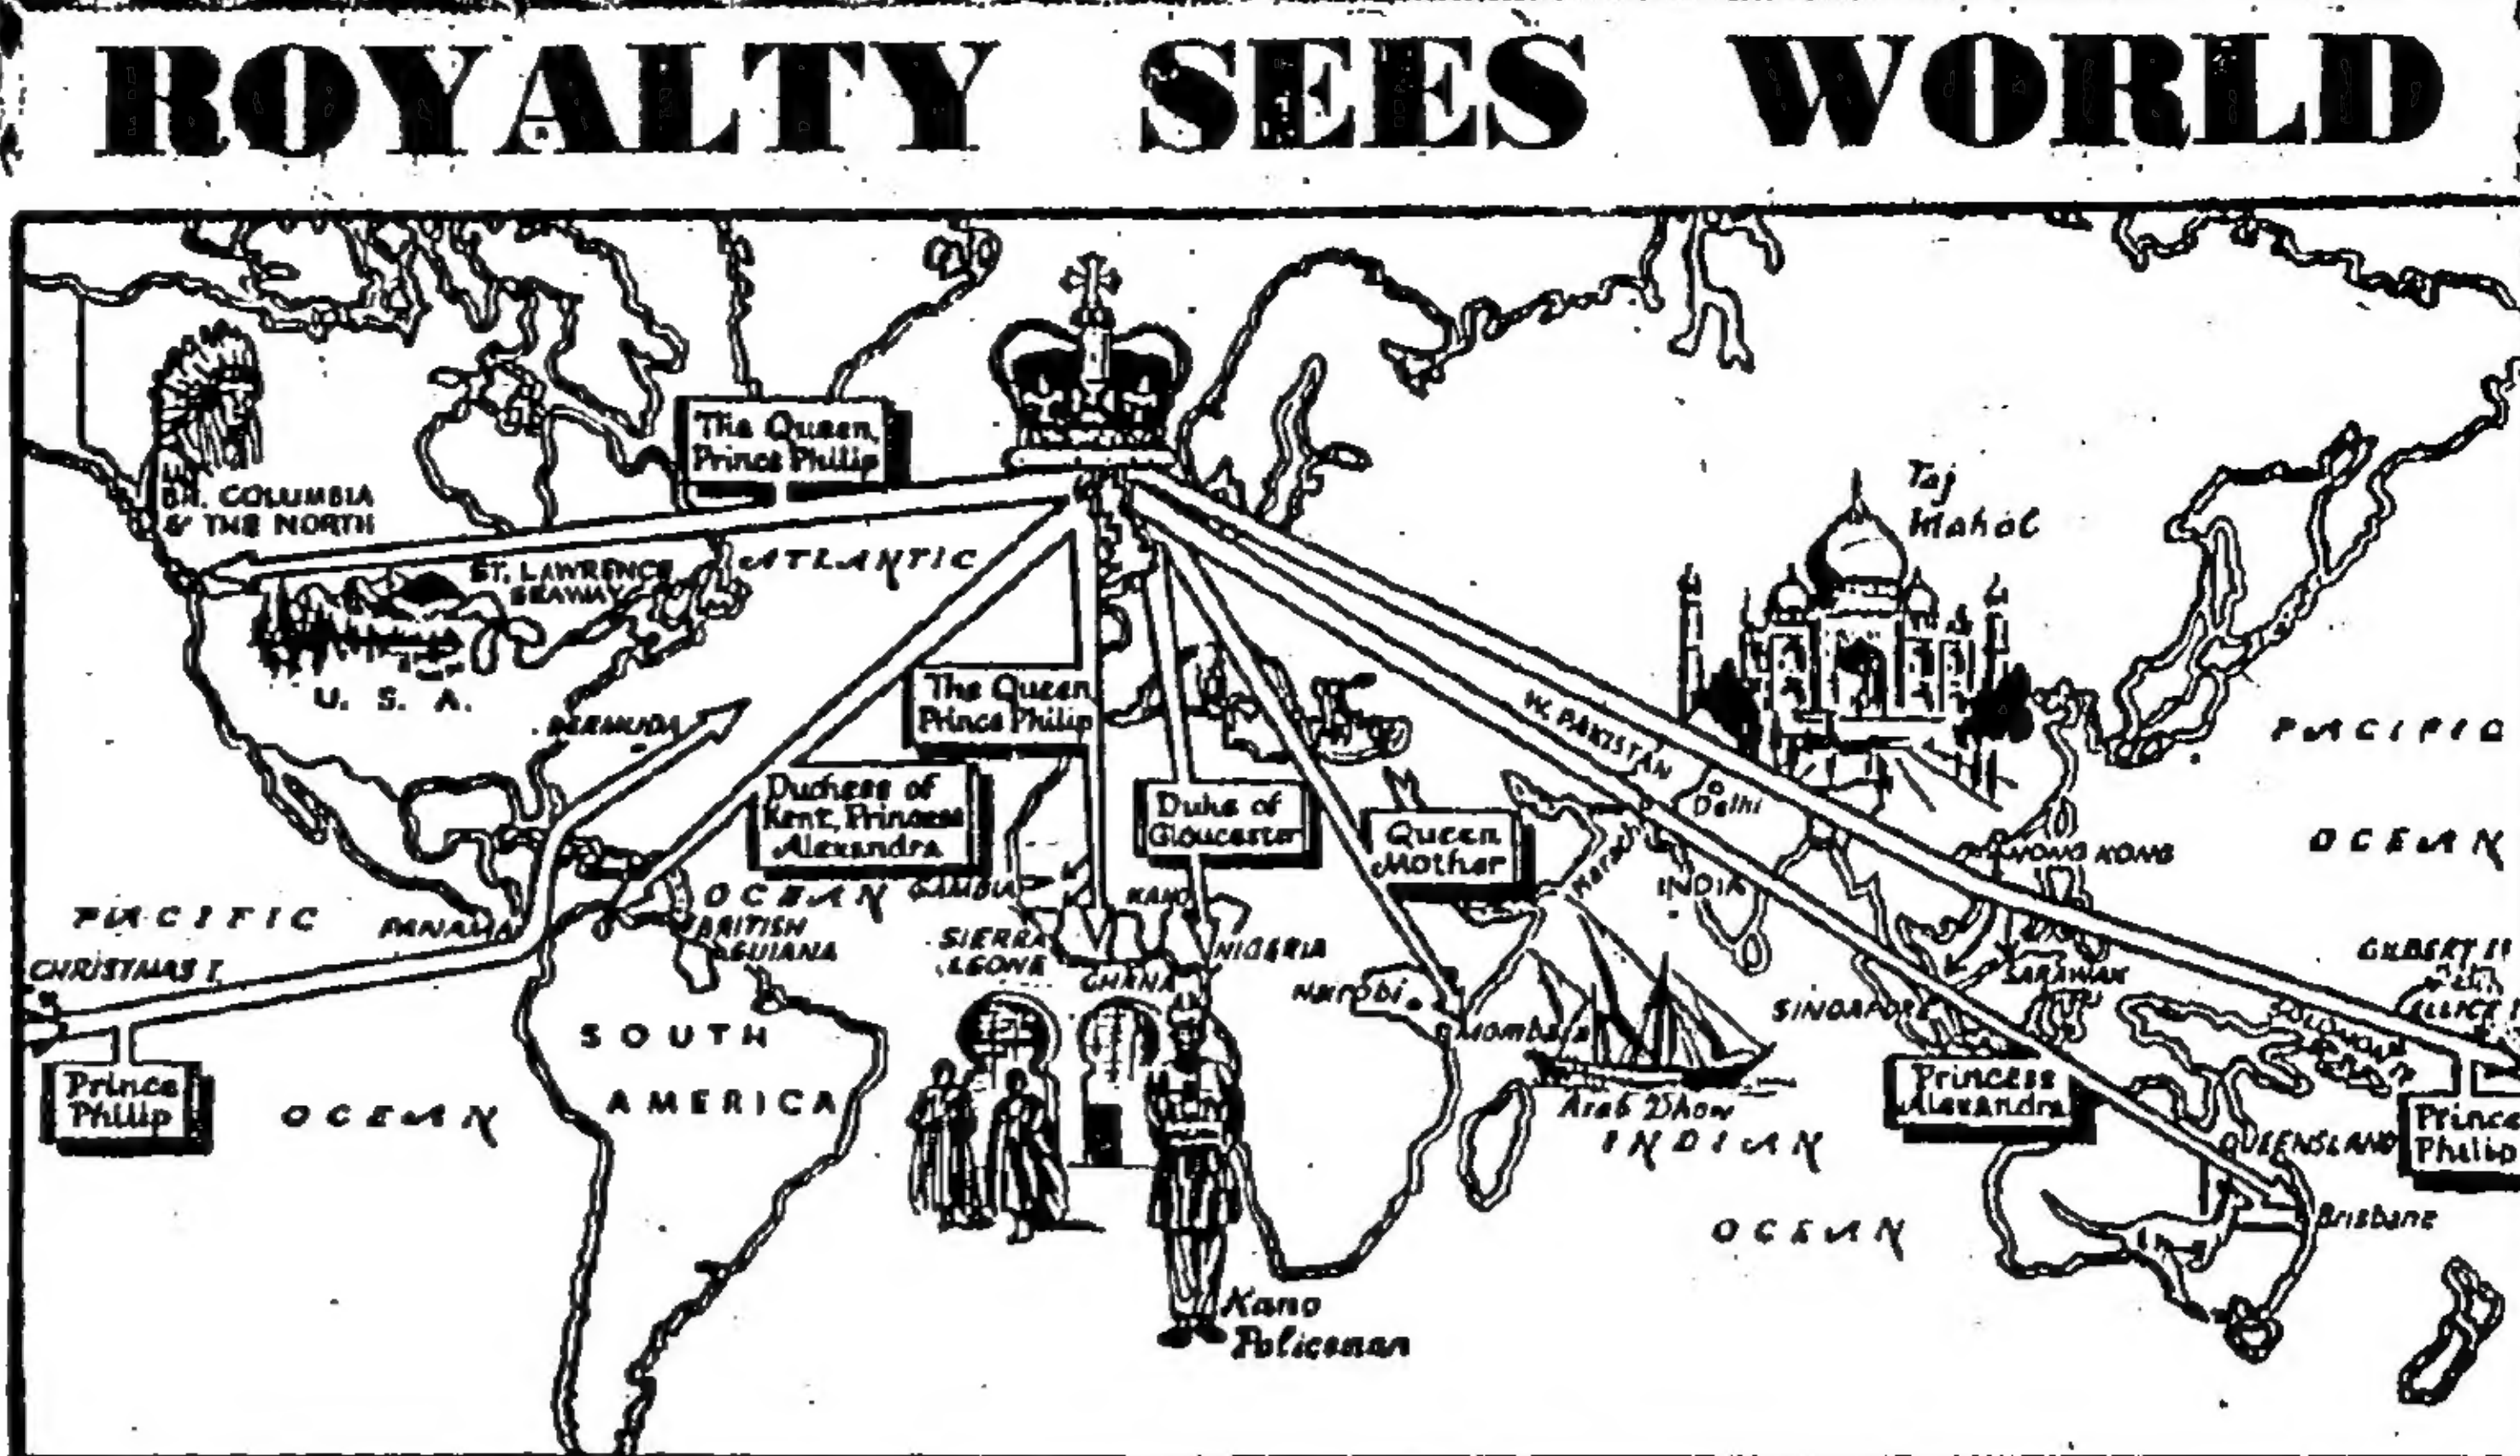 ROYALTY SEES WORLD
The Queen,
Prince Philip
BR. COLUMBIA
& THE NORTH
ST. LAWRENCE
SEAWAY
ATLANTIC
Taj
Mahal
U. S. A.
BERMUDA
The Queen
Prince Philip
W. PAKISTAN
PACIFIC
Duchess of
Kent, Princess
Alexandra
Duke of
Gloucester
Queen
Mother
Delhi
OCEAN
HONG KONG
INDIA
OCEAN
GAMBIA
KANO
PACIFIC
PANAMA
BRITISH
GUIANA
SIERRA
LEONE
GHANA
NIGERIA
CHRISTMAS I.
SARAWAK
GILBERT
ELLICE
Nairobi
Mombasa
SINGAPORE
SOUTH
AMERICA
Prince
Philip
OCEAN
Arab Dhow
INDIAN
OCEAN
Princess
Alexandra
QUEENSLAND
Prince
Philip
Brisbane
Kano
Policeman